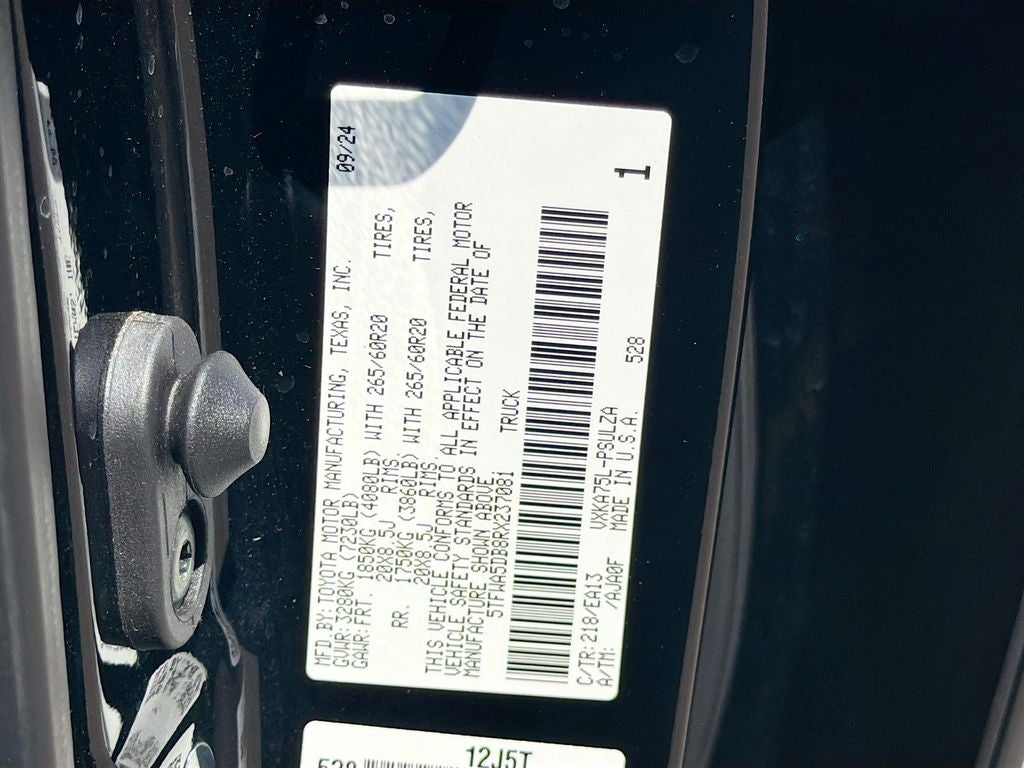 09/24
MFD.BY:TOYOTA MOTOR MANUFACTURING, TEXAS, INC.
GVWR:3280KG (7230LB)
GAWR:FRT. 1850KG (4080LB) WITH 265/60R20 TIRES,
20X8.5J RIMS.
RR. 1750KG (3860LB) WITH 265/60R20 TIRES,
20X8.5J RIMS.
THIS VEHICLE CONFORMS TO ALL APPLICABLE FEDERAL MOTOR
VEHICLE SAFETY STANDARDS IN EFFECT ON THE DATE OF
MANUFACTURE SHOWN ABOVE.
TRUCK
C/TR:218/EA13 VXKA75L-PSULZA 528
A/TM: /AJA0F MADE IN U.S.A.
1
12J5T